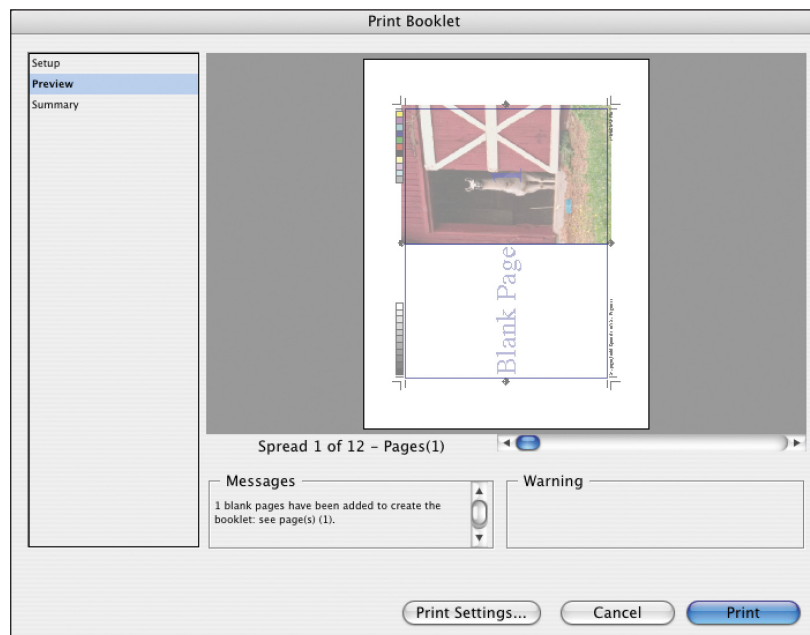 Print Booklet
Setup
Preview
Summary
Blank Page
Spread 1 of 12 – Pages(1)
Messages
1 blank pages have been added to create the
booklet: see page(s) (1).
Warning
Print Settings...
Cancel
Print